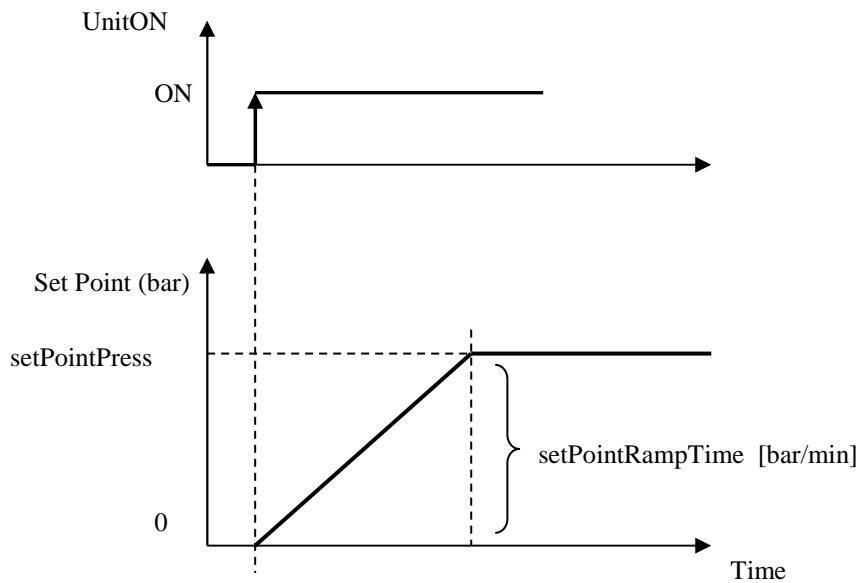 UnitON
ON
Set Point (bar)
setPointPress
setPointRampTime [bar/min]
0
Time